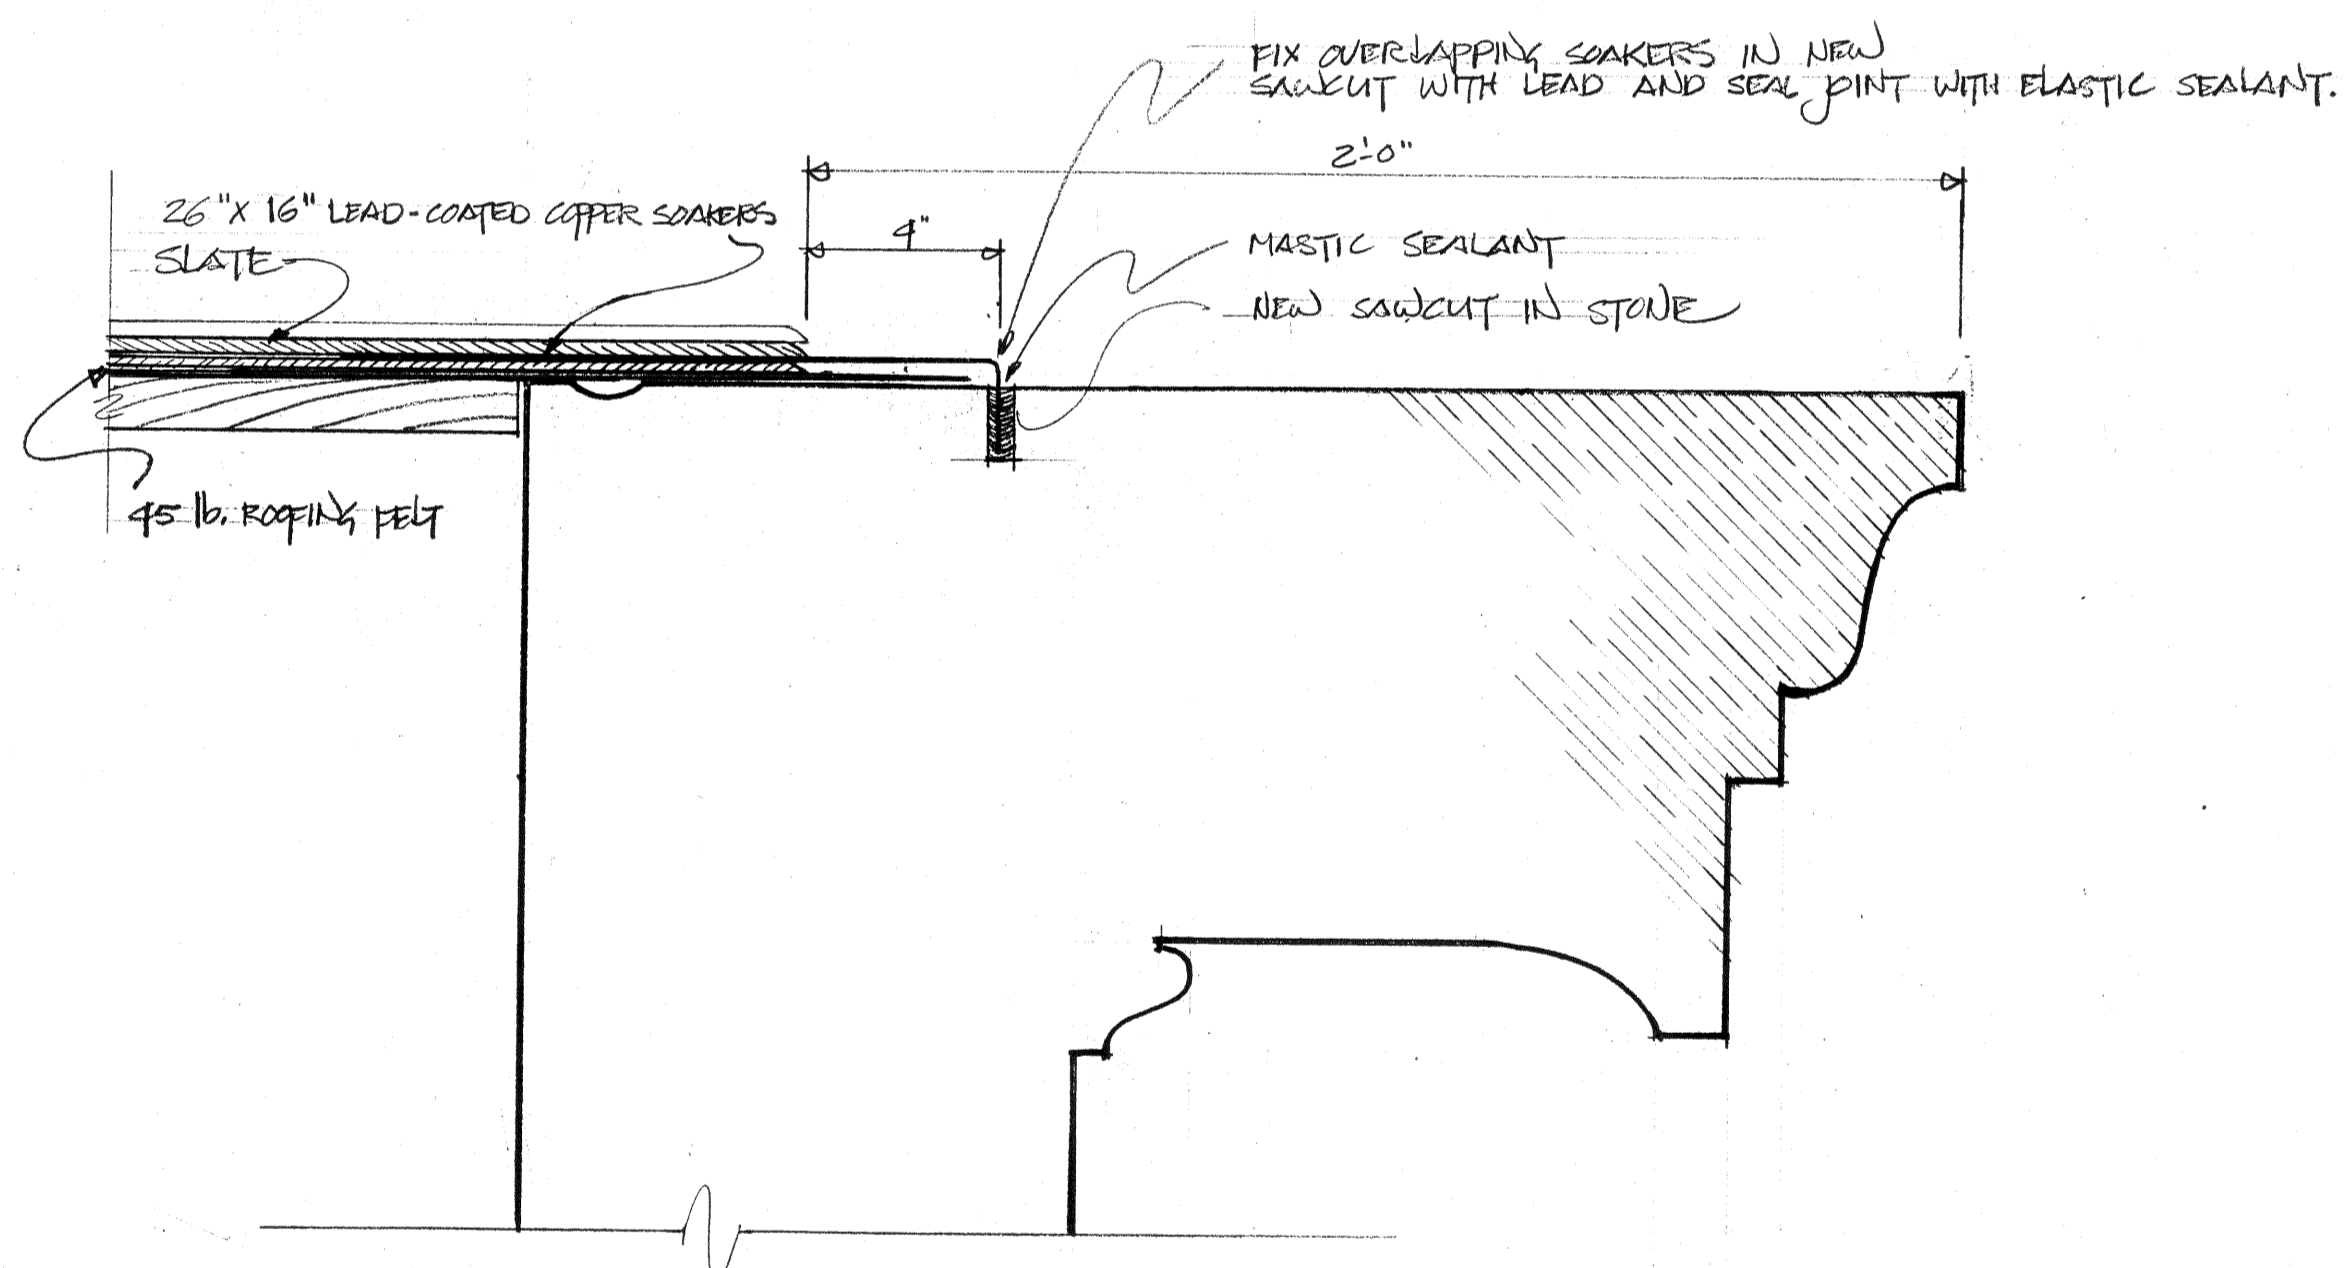 FIX OVERLAPPING SOAKERS IN NEW
SAWCUT WITH LEAD AND SEAL JOINT WITH ELASTIC SEALANT.
2'-0"
26"X 16" LEAD-COATED COPPER SOAKERS
SLATE
4"
MASTIC SEALANT
NEW SAWCUT IN STONE
45 lb. ROOFING FELT